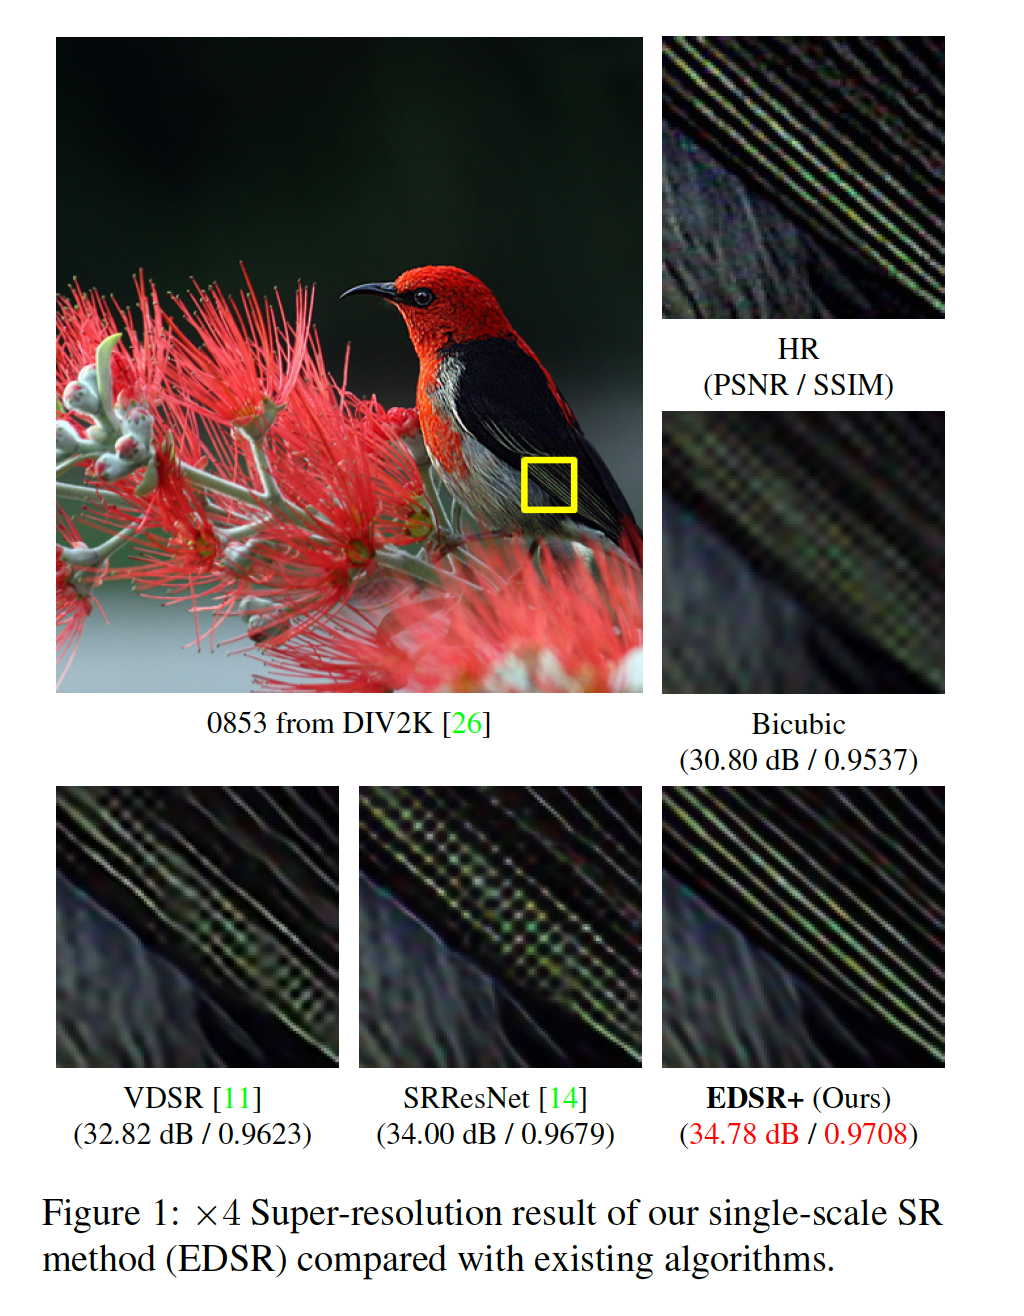 HR
(PSNR / SSIM)
0853 from DIV2K [26]
Bicubic
(30.80 dB / 0.9537)
VDSR [11]
(32.82 dB / 0.9623)
SRResNet [14]
(34.00 dB / 0.9679)
EDSR+ (Ours)
(34.78 dB / 0.9708)
Figure 1: ×4 Super-resolution result of our single-scale SR
method (EDSR) compared with existing algorithms.